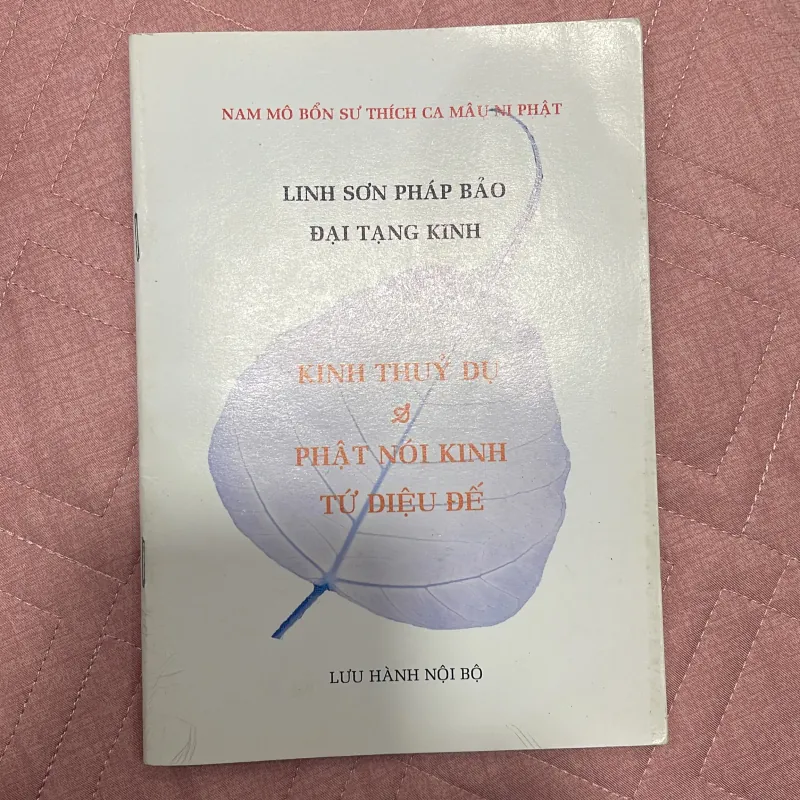 NAM MÔ BỔN SƯ THÍCH CA MÂU NI PHẬT
LINH SƠN PHÁP BẢO
ĐẠI TẠNG KINH
KINH THUỶ DỤ
&
PHẬT NÓI KINH
TỨ DIỆU ĐẾ
LƯU HÀNH NỘI BỘ